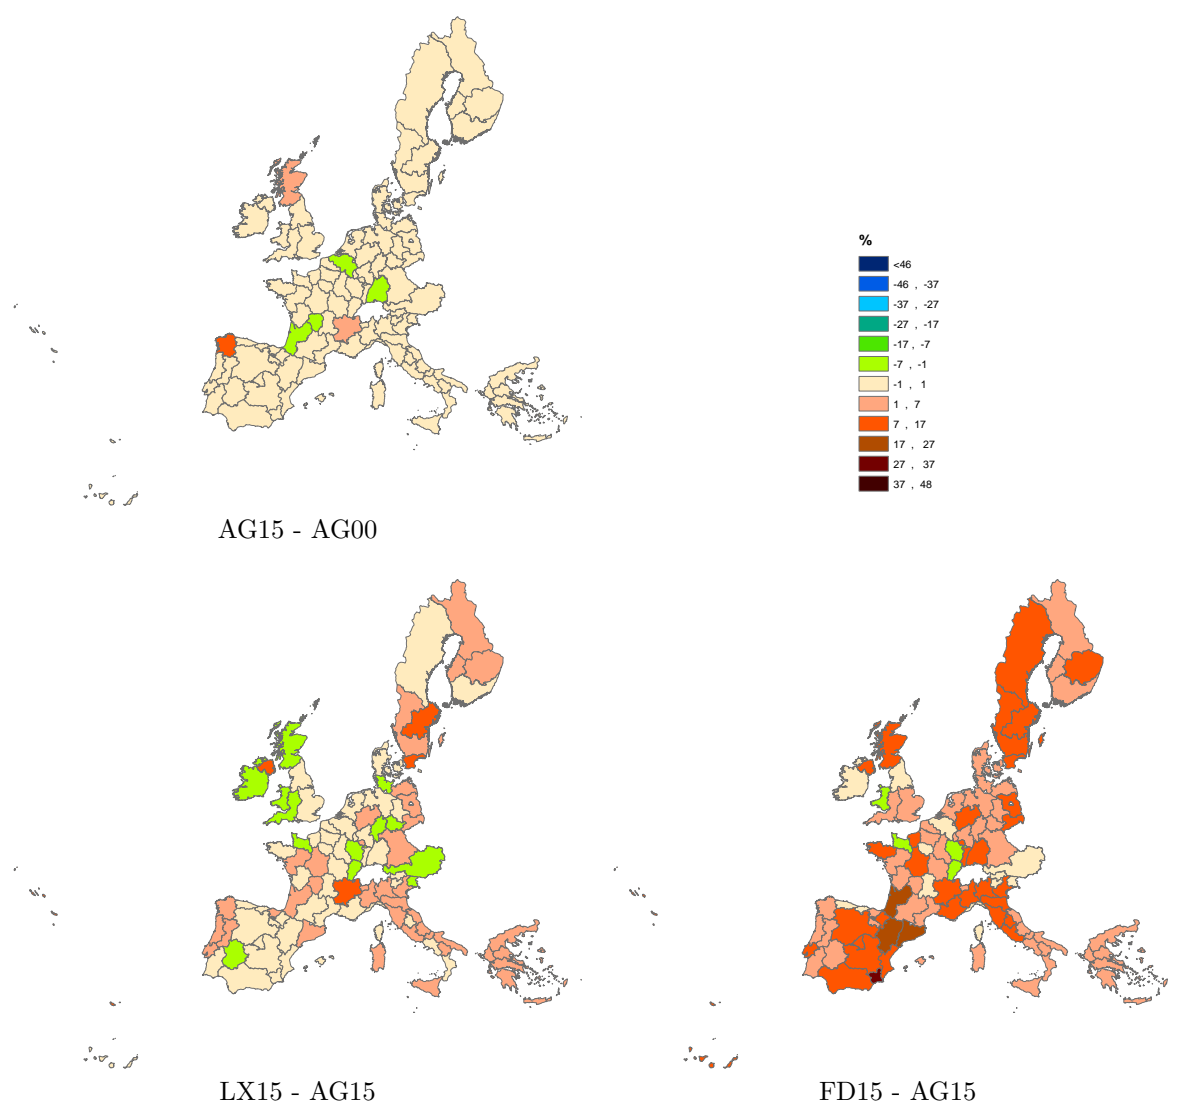 %
<46
-46 , -37
-37 , -27
-27 , -17
-17 , -7
-7 , -1
-1 , 1
1 , 7
7 , 17
17 , 27
27 , 37
37 , 48
AG15 - AG00
LX15 - AG15
FD15 - AG15